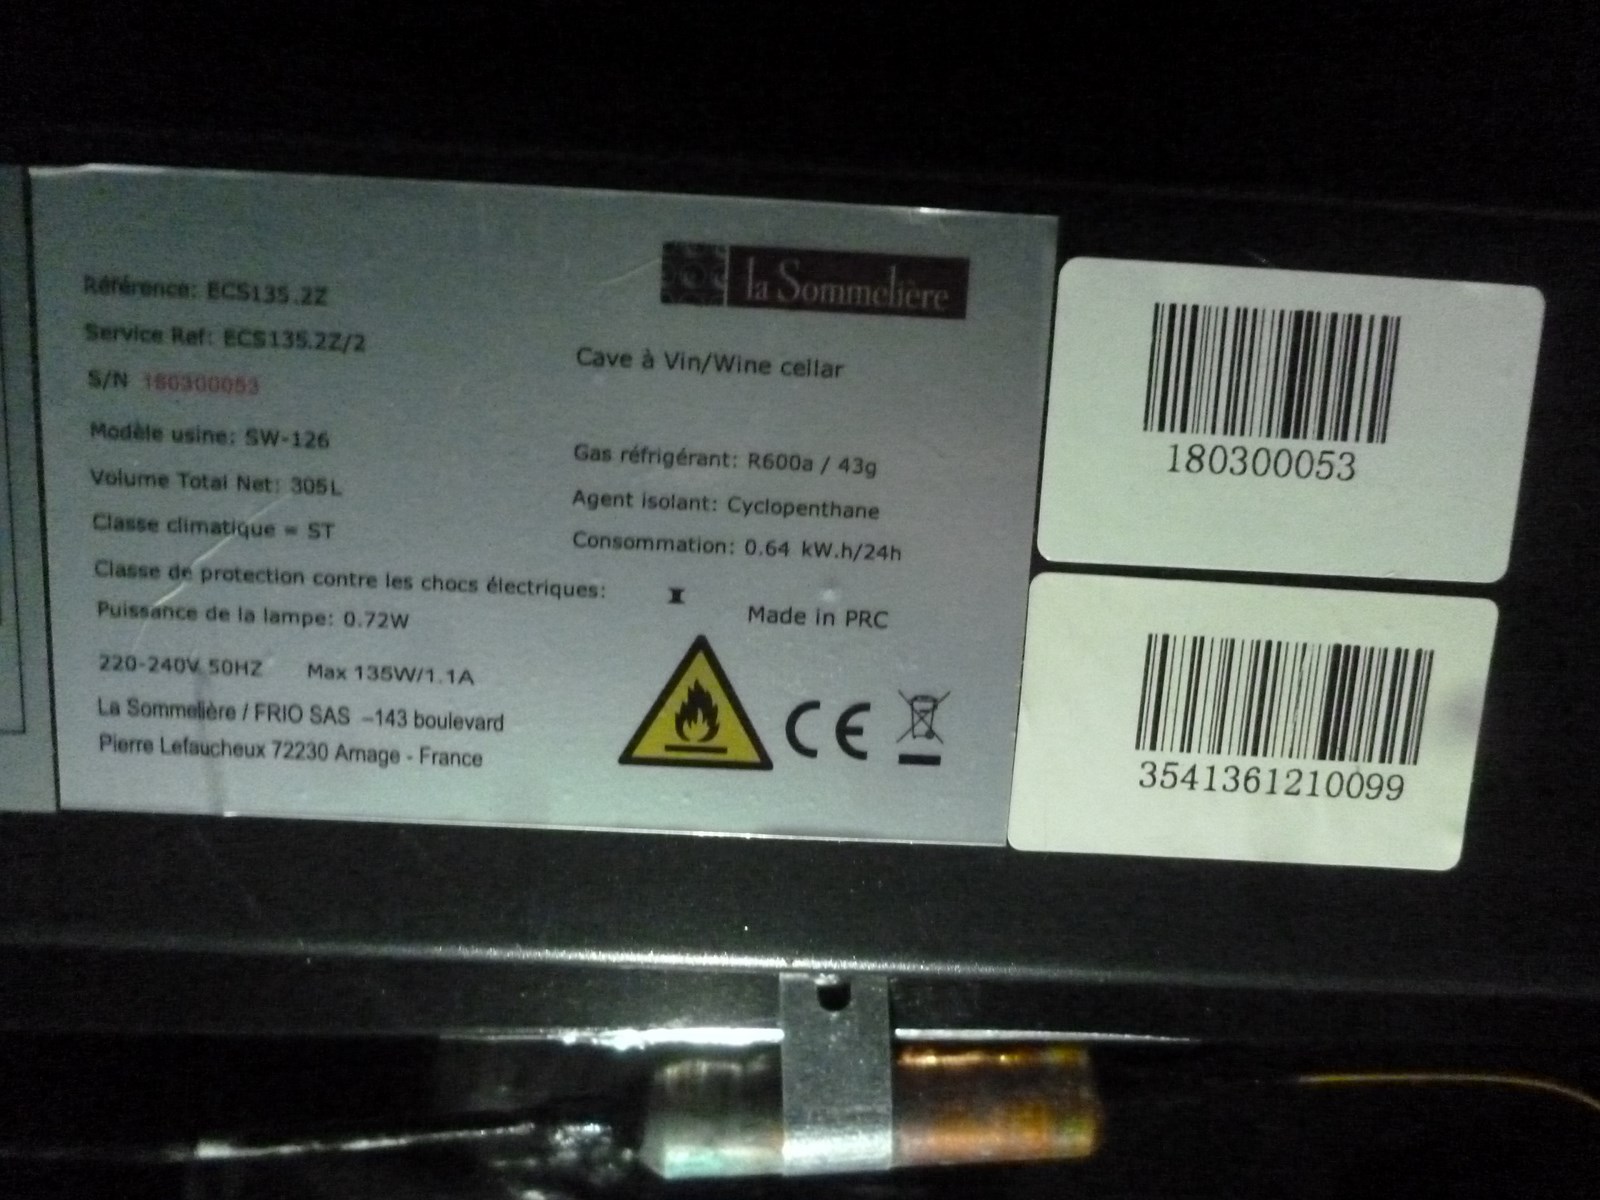 la Sommelière
Référence: ECS135.2Z
Service Ref: ECS135.2Z/2
S/N 180300053
Modèle usine: SW-126
Volume Total Net: 305L
Classe climatique = ST
Classe de protection contre les chocs électriques: I
Puissance de la lampe: 0.72W
220-240V 50HZ Max 135W/1.1A
La Sommelière / FRIO SAS –143 boulevard
Pierre Lefaucheux 72230 Arnage - France
Cave à Vin/Wine cellar
Gas réfrigérant: R600a / 43g
Agent isolant: Cyclopenthane
Consommation: 0.64 kW.h/24h
Made in PRC
CE
180300053
3541361210099